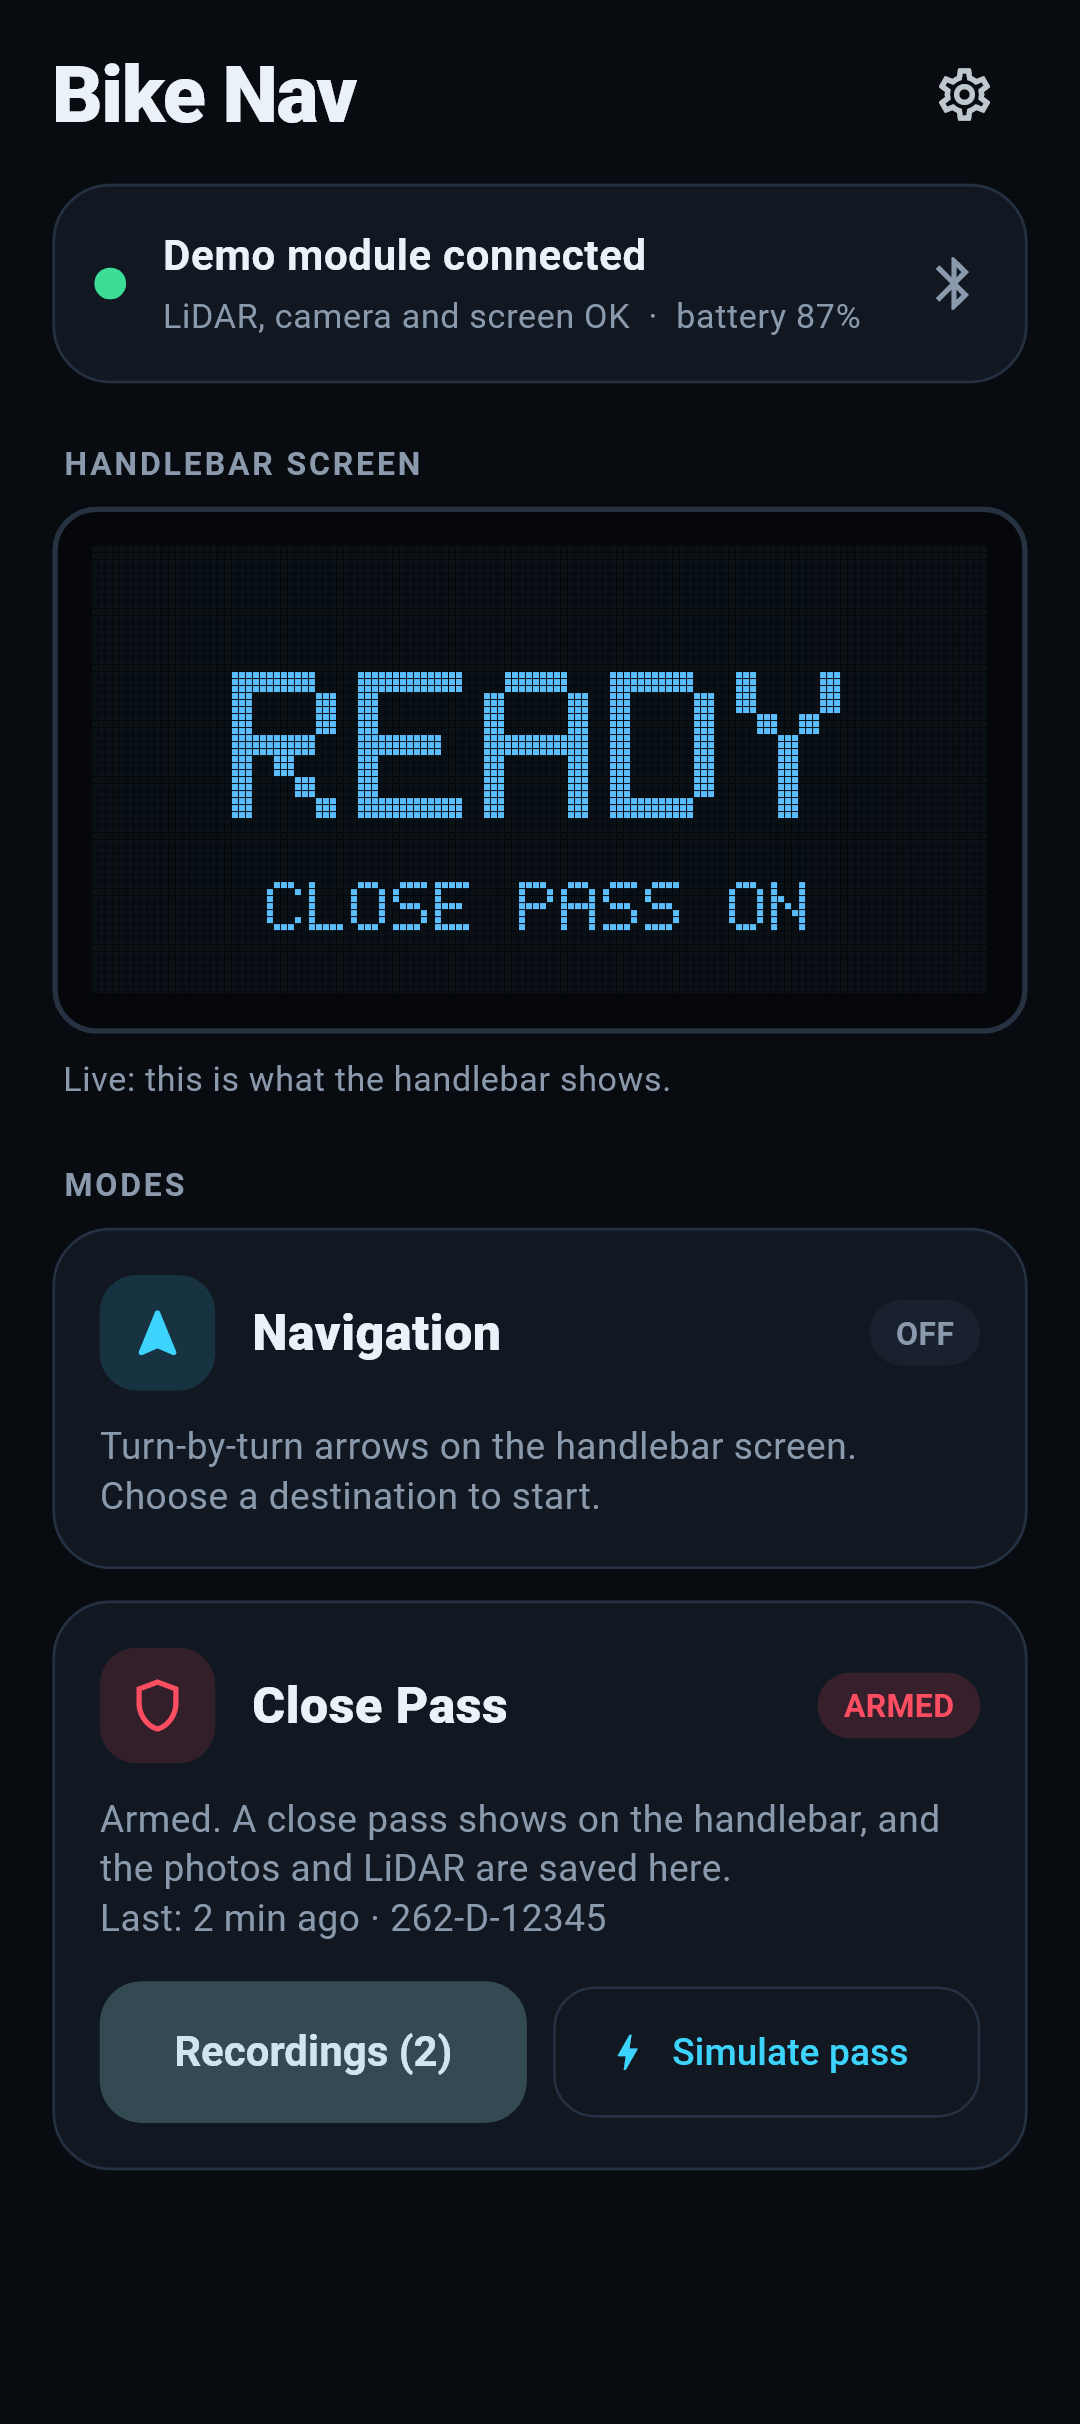 Bike Nav
Demo module connected
LiDAR, camera and screen OK · battery 87%
HANDLEBAR SCREEN
READY
CLOSE PASS ON
Live: this is what the handlebar shows.
MODES
Navigation
OFF
Turn-by-turn arrows on the handlebar screen.
Choose a destination to start.
Close Pass
ARMED
Armed. A close pass shows on the handlebar, and
the photos and LiDAR are saved here.
Last: 2 min ago · 262-D-12345
Recordings (2)
Simulate pass